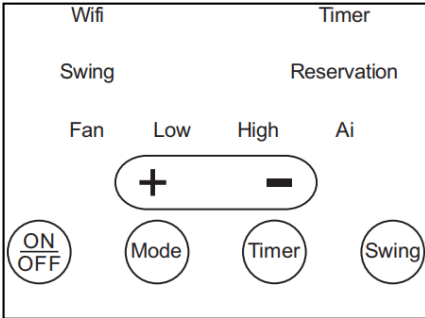 Wifi Timer
Swing Reservation
Fan Low High Ai
+ −
ON
OFF
Mode Timer Swing